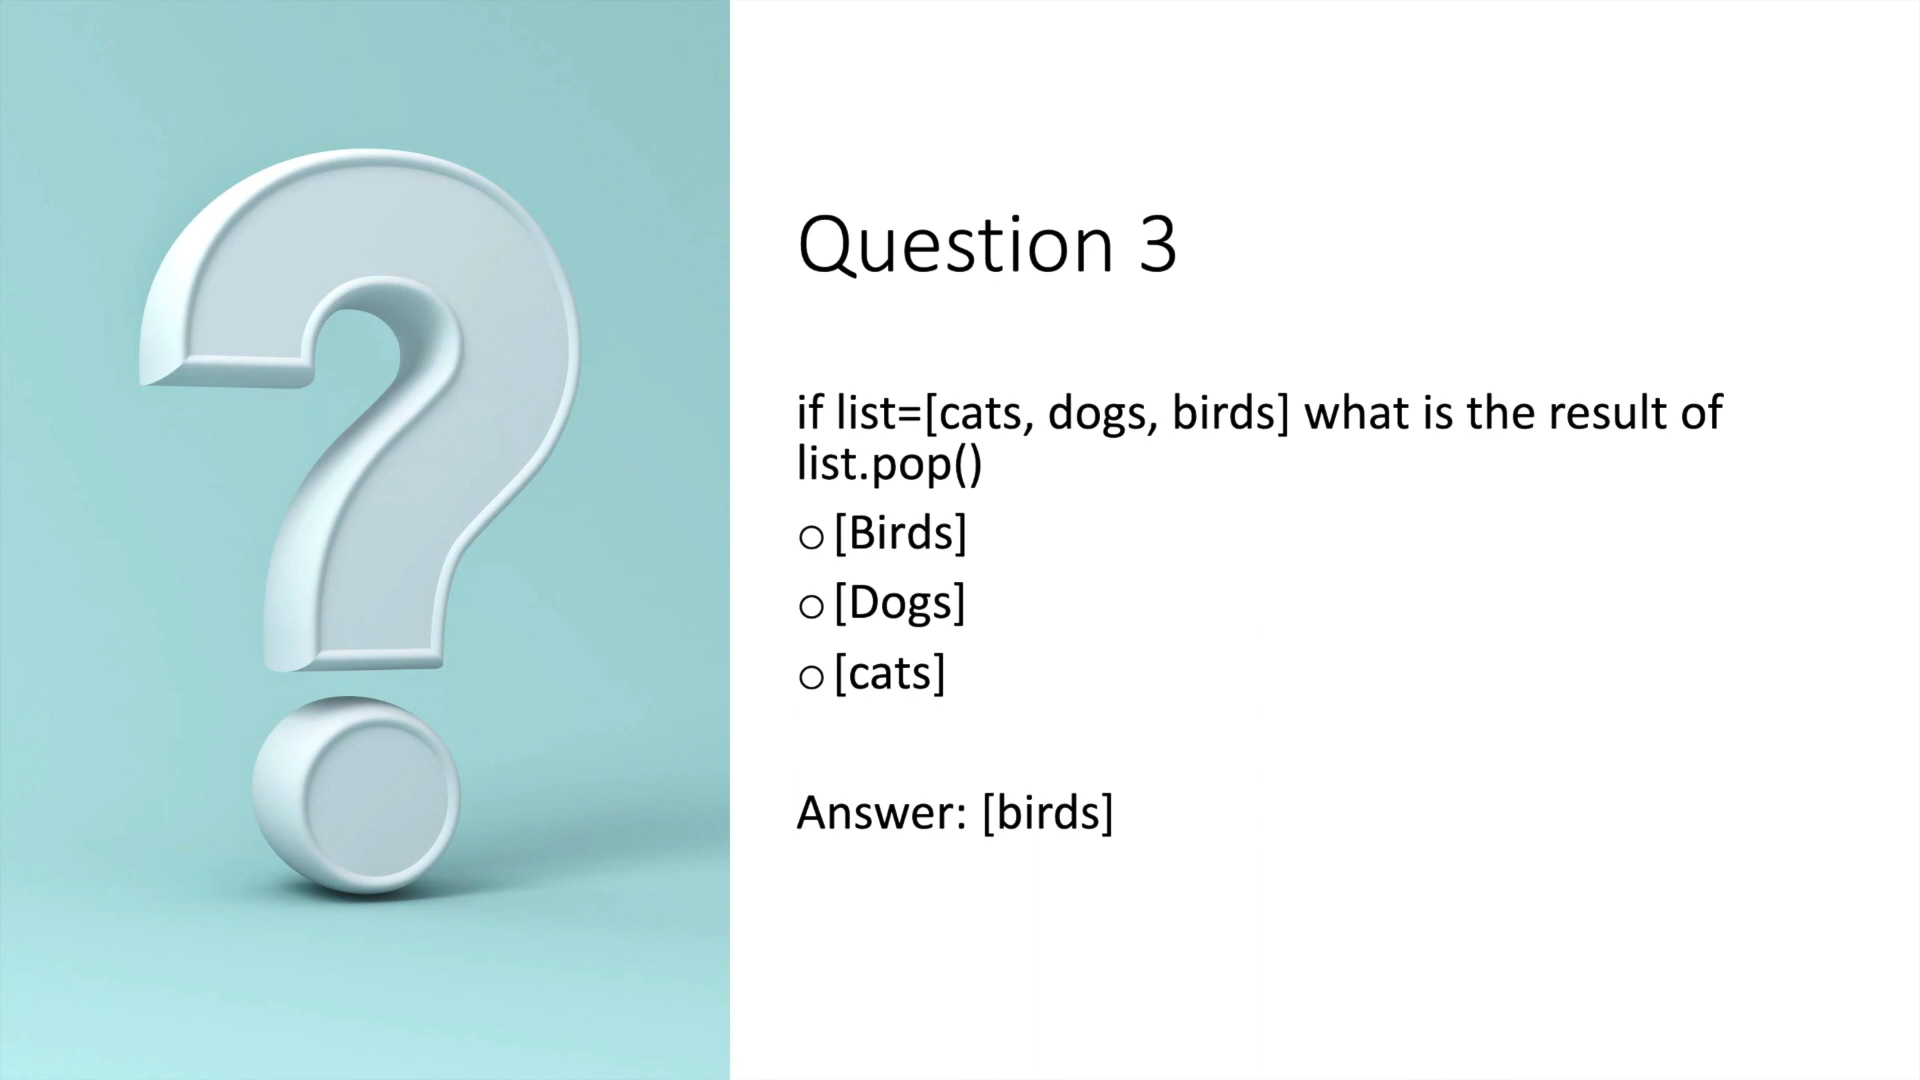 Question 3
if list=[cats, dogs, birds] what is the result of
list.pop()
[Birds]
[Dogs]
[cats]
Answer: [birds]